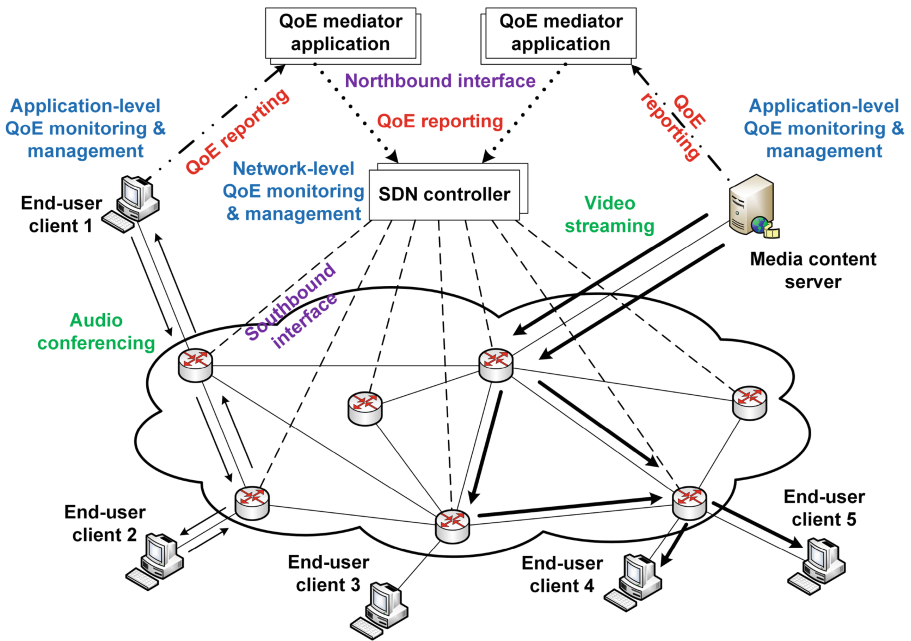 QoE mediator
application
QoE mediator
application
Northbound interface
Application-level
QoE monitoring &
management
QoE reporting
QoE reporting
QoE
reporting
Application-level
QoE monitoring &
management
Network-level
QoE monitoring
& management
SDN controller
End-user
client 1
Video
streaming
Media content
server
Southbound
interface
Audio
conferencing
End-user
client 2
End-user
client 3
End-user
client 4
End-user
client 5